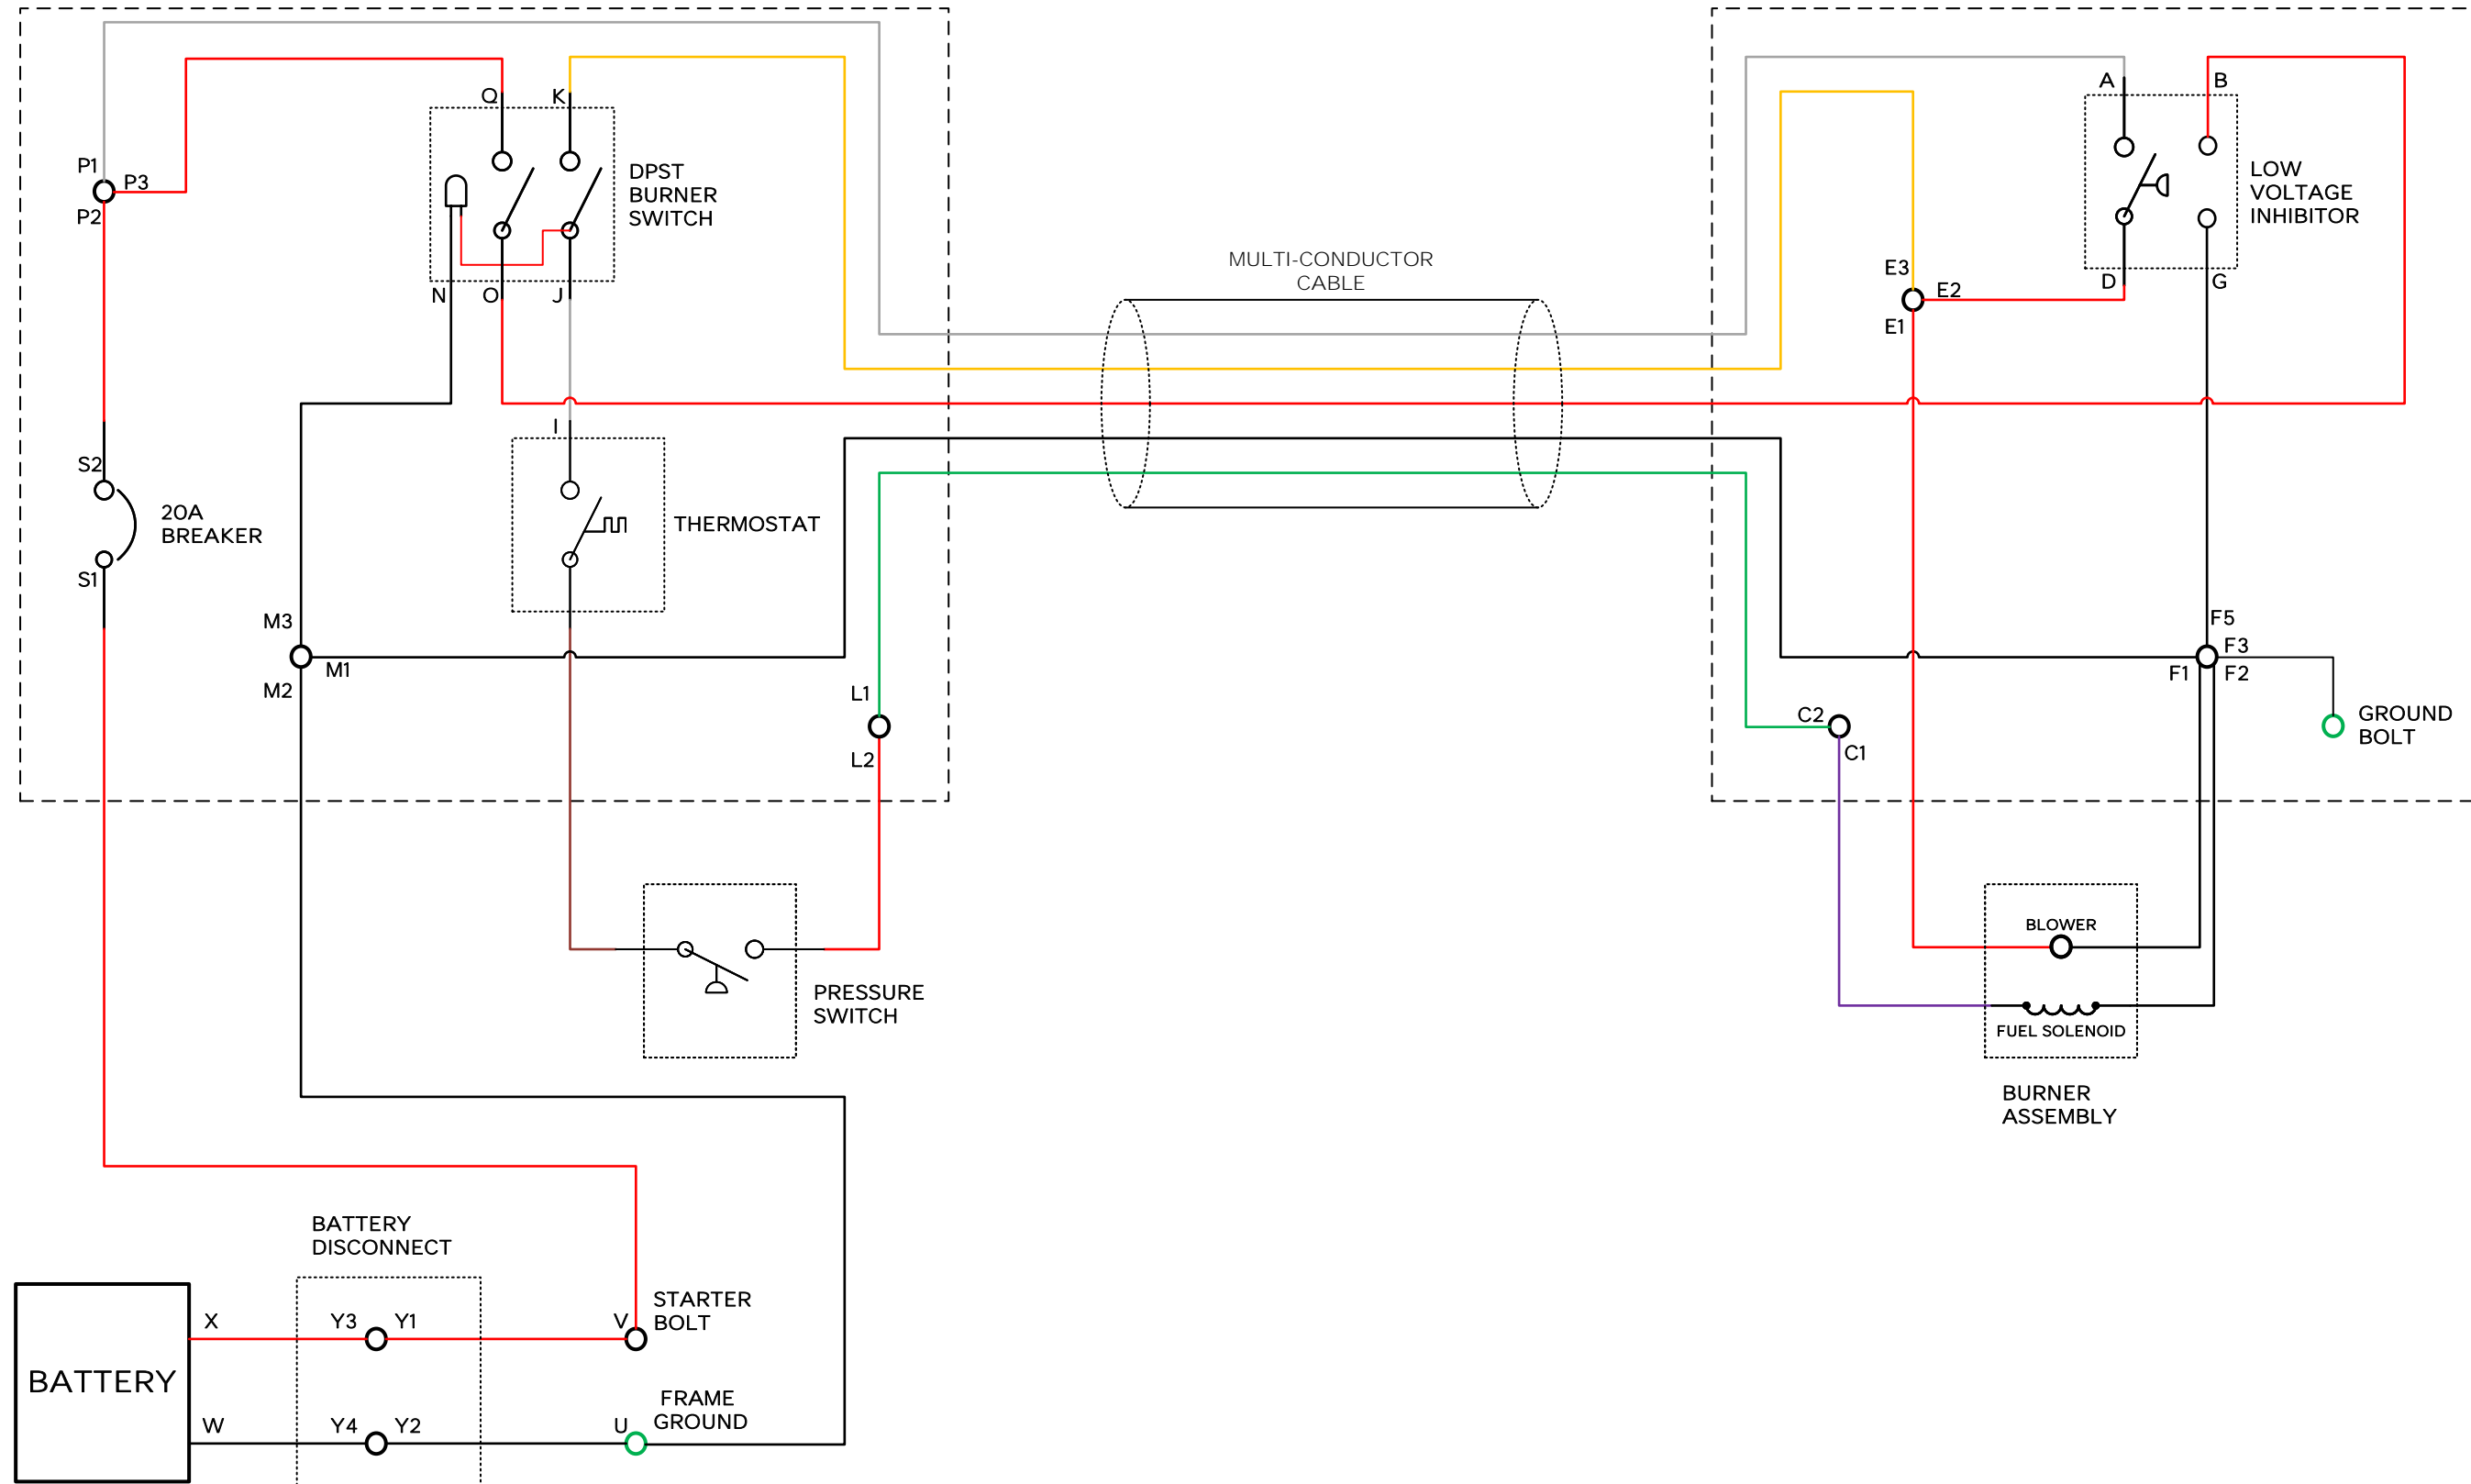 Q
K
A
B
P1
P3
P2
DPST
BURNER
SWITCH
LOW
VOLTAGE
INHIBITOR
MULTI-CONDUCTOR
CABLE
N
O
J
E3
E2
E1
D
G
I
S2
20A
BREAKER
S1
THERMOSTAT
M3
M1
M2
L1
L2
F5
F3
F1
F2
C2
C1
GROUND
BOLT
BLOWER
FUEL SOLENOID
PRESSURE
SWITCH
BURNER
ASSEMBLY
BATTERY
DISCONNECT
STARTER
BOLT
X
Y3
Y1
V
BATTERY
FRAME
GROUND
W
Y4
Y2
U